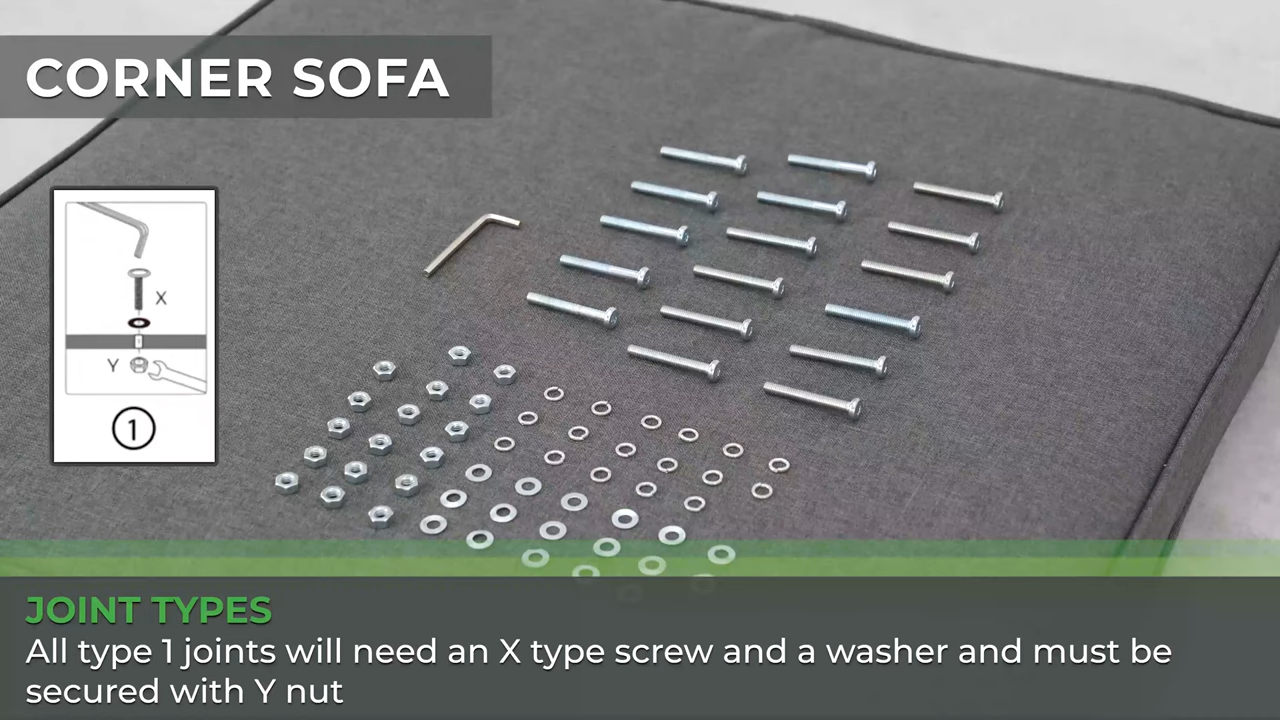 CORNER SOFA
X
Y
1
JOINT TYPES
All type 1 joints will need an X type screw and a washer and must be
secured with Y nut